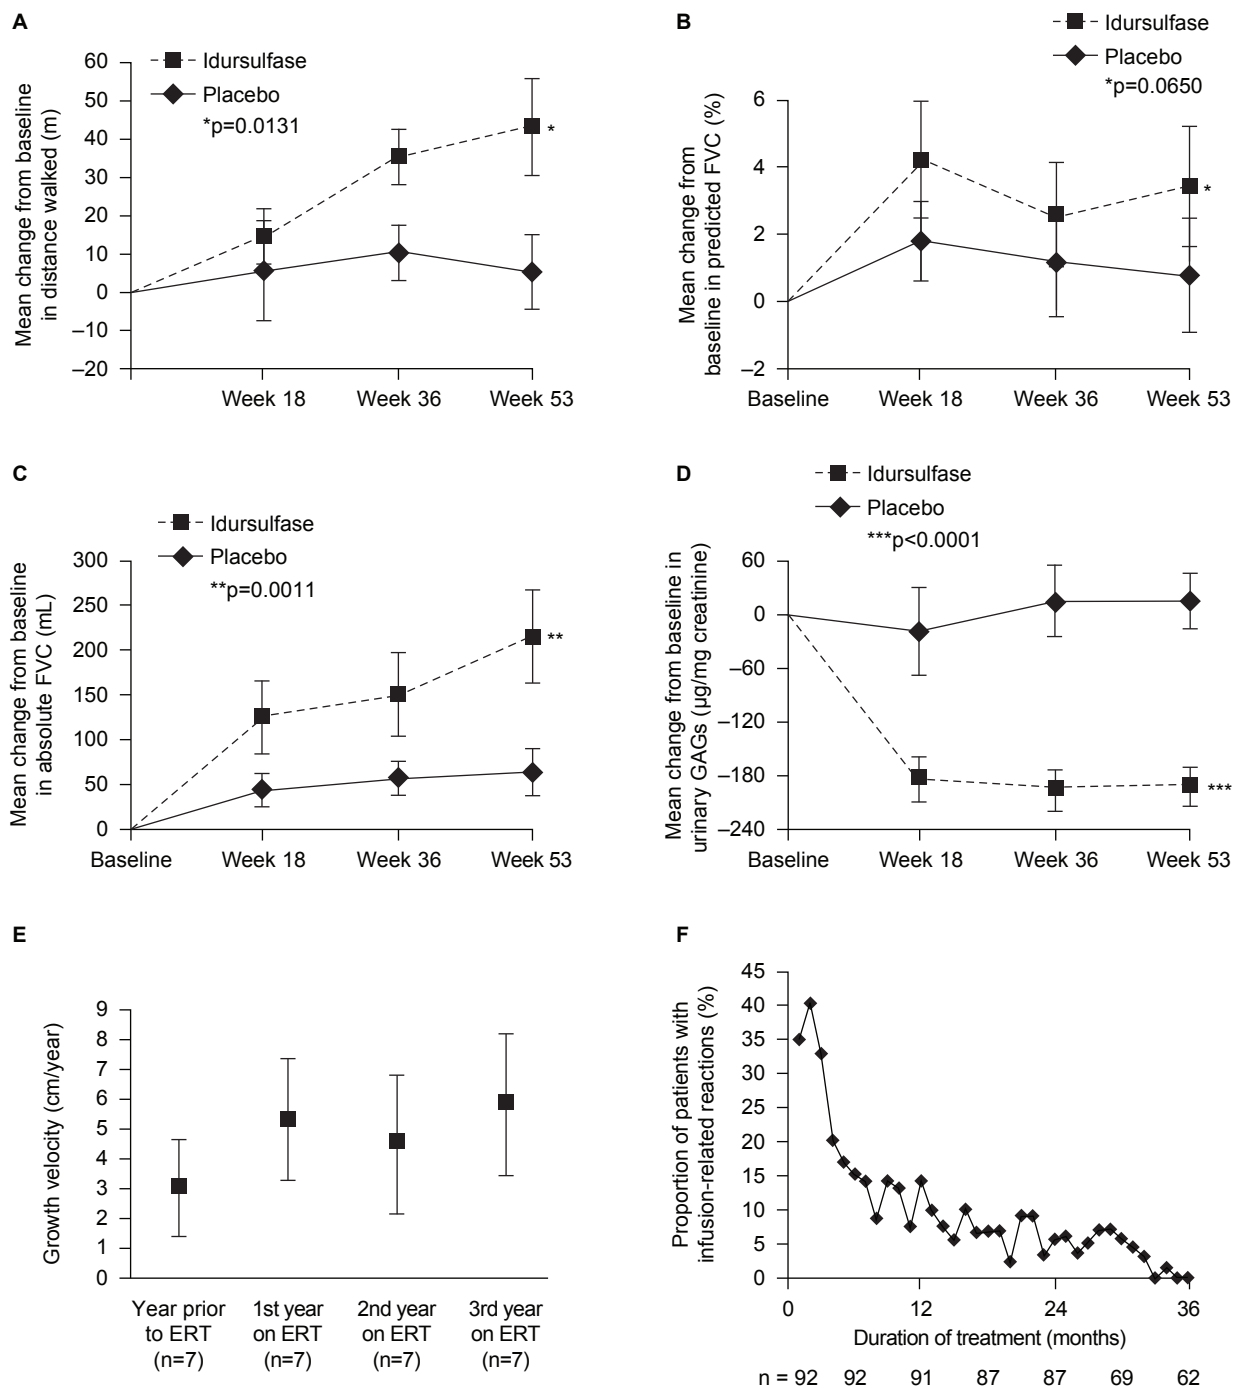 A
Idursulfase
Placebo
*p=0.0131
Mean change from baseline
in distance walked (m)
60
50
40
30
20
10
0
–10
–20
*
Week 18
Week 36
Week 53
B
Idursulfase
Placebo
*p=0.0650
Mean change from
baseline in predicted FVC (%)
6
4
2
0
–2
*
Baseline
Week 18
Week 36
Week 53
C
Idursulfase
Placebo
**p=0.0011
Mean change from baseline
in absolute FVC (mL)
300
250
200
150
100
50
0
**
Baseline
Week 18
Week 36
Week 53
D
Idursulfase
Placebo
***p<0.0001
Mean change from baseline in
urinary GAGs (µg/mg creatinine)
60
0
–60
–120
–180
–240
***
Baseline
Week 18
Week 36
Week 53
E
Growth velocity (cm/year)
9
8
7
6
5
4
3
2
1
0
Year prior
to ERT
(n=7)
1st year
on ERT
(n=7)
2nd year
on ERT
(n=7)
3rd year
on ERT
(n=7)
F
Proportion of patients with
infusion-related reactions (%)
45
40
35
30
25
20
15
10
5
0
0
12
24
36
Duration of treatment (months)
n = 92 92 91 87 87 69 62